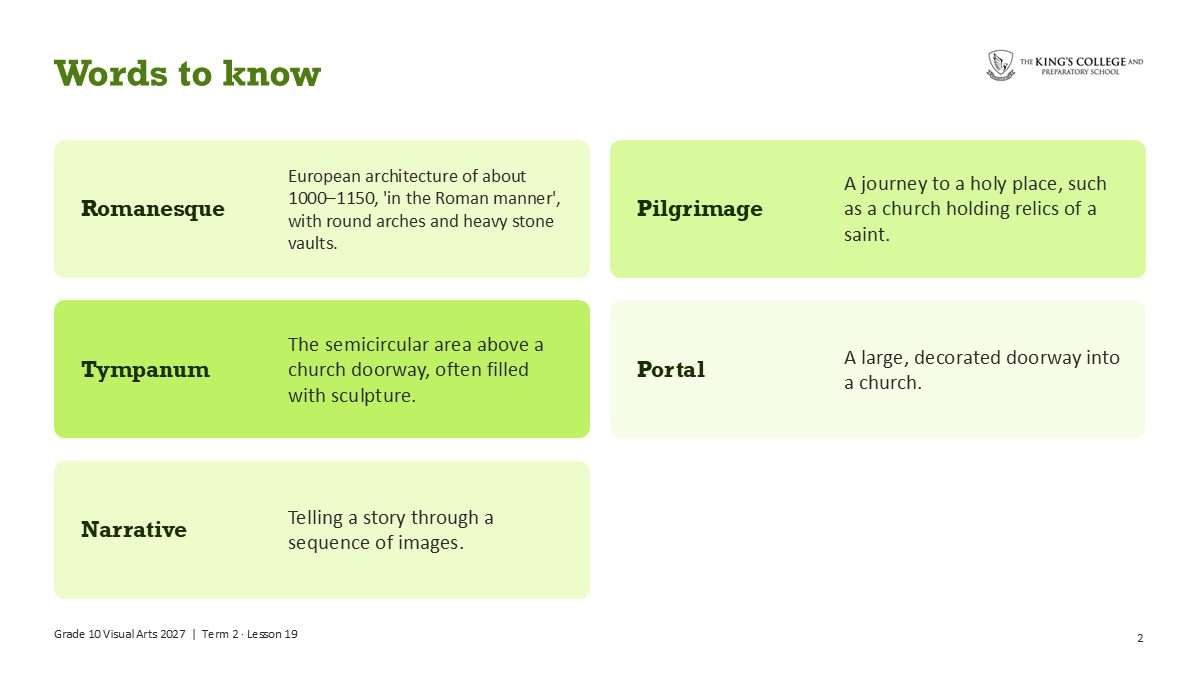 Words to know
THE KING'S COLLEGE AND
PREPARATORY SCHOOL
Romanesque
European architecture of about
1000–1150, 'in the Roman manner',
with round arches and heavy stone
vaults.
Pilgrimage
A journey to a holy place, such
as a church holding relics of a
saint.
Tympanum
The semicircular area above a
church doorway, often filled
with sculpture.
Portal
A large, decorated doorway into
a church.
Narrative
Telling a story through a
sequence of images.
Grade 10 Visual Arts 2027 | Term 2 · Lesson 19
2